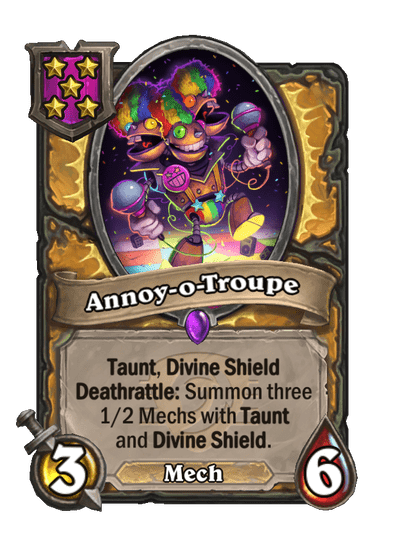 Annoy-o-Troupe
Taunt, Divine Shield
Deathrattle: Summon three
1/2 Mechs with Taunt
and Divine Shield.
3
Mech
6